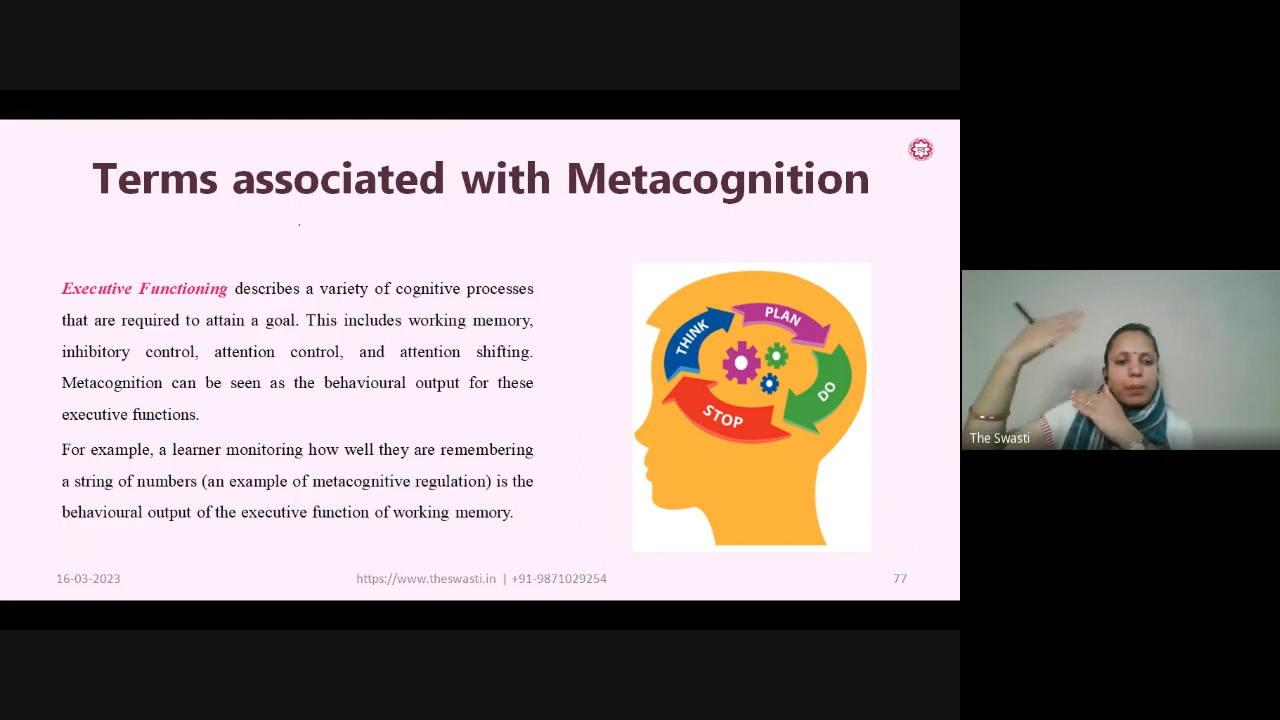 Terms associated with Metacognition
Executive Functioning describes a variety of cognitive processes
that are required to attain a goal. This includes working memory,
inhibitory control, attention control, and attention shifting.
Metacognition can be seen as the behavioural output for these
executive functions.
For example, a learner monitoring how well they are remembering
a string of numbers (an example of metacognitive regulation) is the
behavioural output of the executive function of working memory.
THINK
PLAN
DO
STOP
16-03-2023
https://www.theswasti.in | +91-9871029254
77
The Swasti